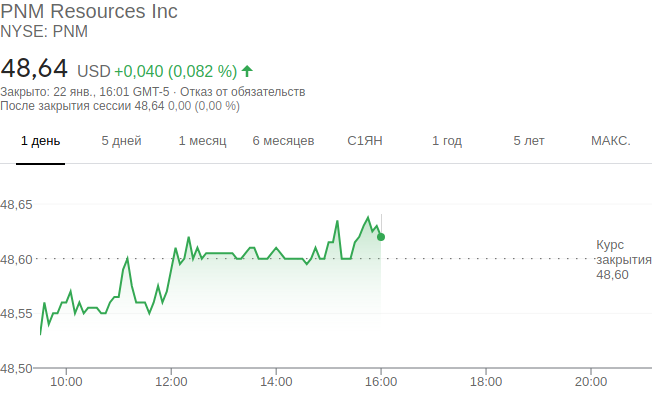 PNM Resources Inc
NYSE: PNM
48,64 USD +0,040 (0,082 %)
Закрыто: 22 янв., 16:01 GMT-5 · Отказ от обязательств
После закрытия сессии 48,64 0,00 (0,00 %)
1 день 5 дней 1 месяц 6 месяцев С1ЯН 1 год 5 лет МАКС.
48,65
Курс
48,60 закрытия
48,60
48,55
48,50
10:00 12:00 14:00 16:00 18:00 20:00